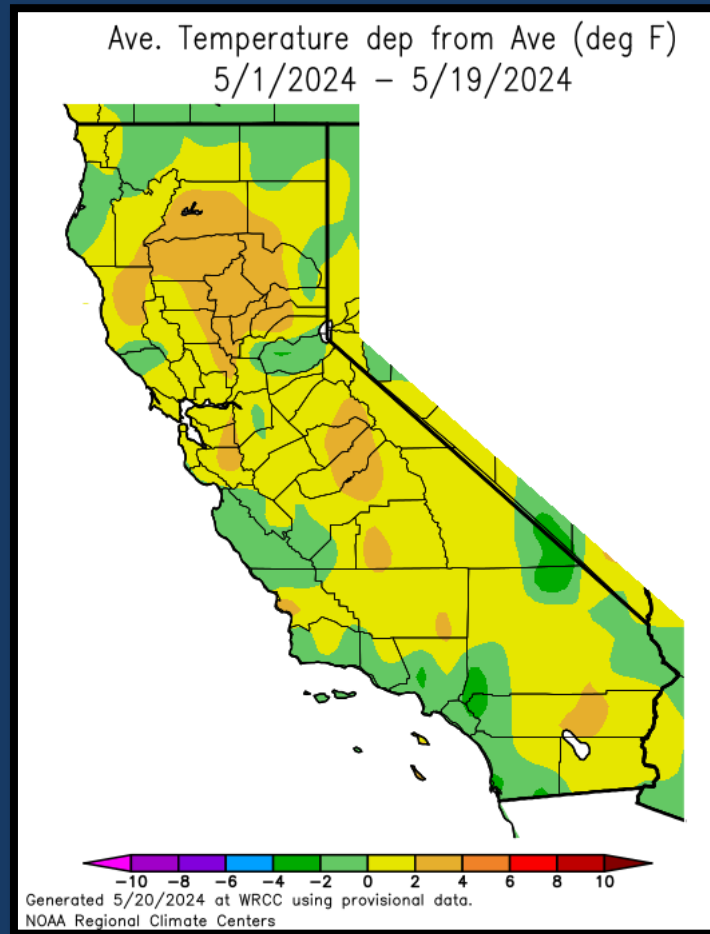 Ave. Temperature dep from Ave (deg F)
5/1/2024 – 5/19/2024
-10 -8 -6 -4 -2 0 2 4 6 8 10
Generated 5/20/2024 at WRCC using provisional data.
NOAA Regional Climate Centers